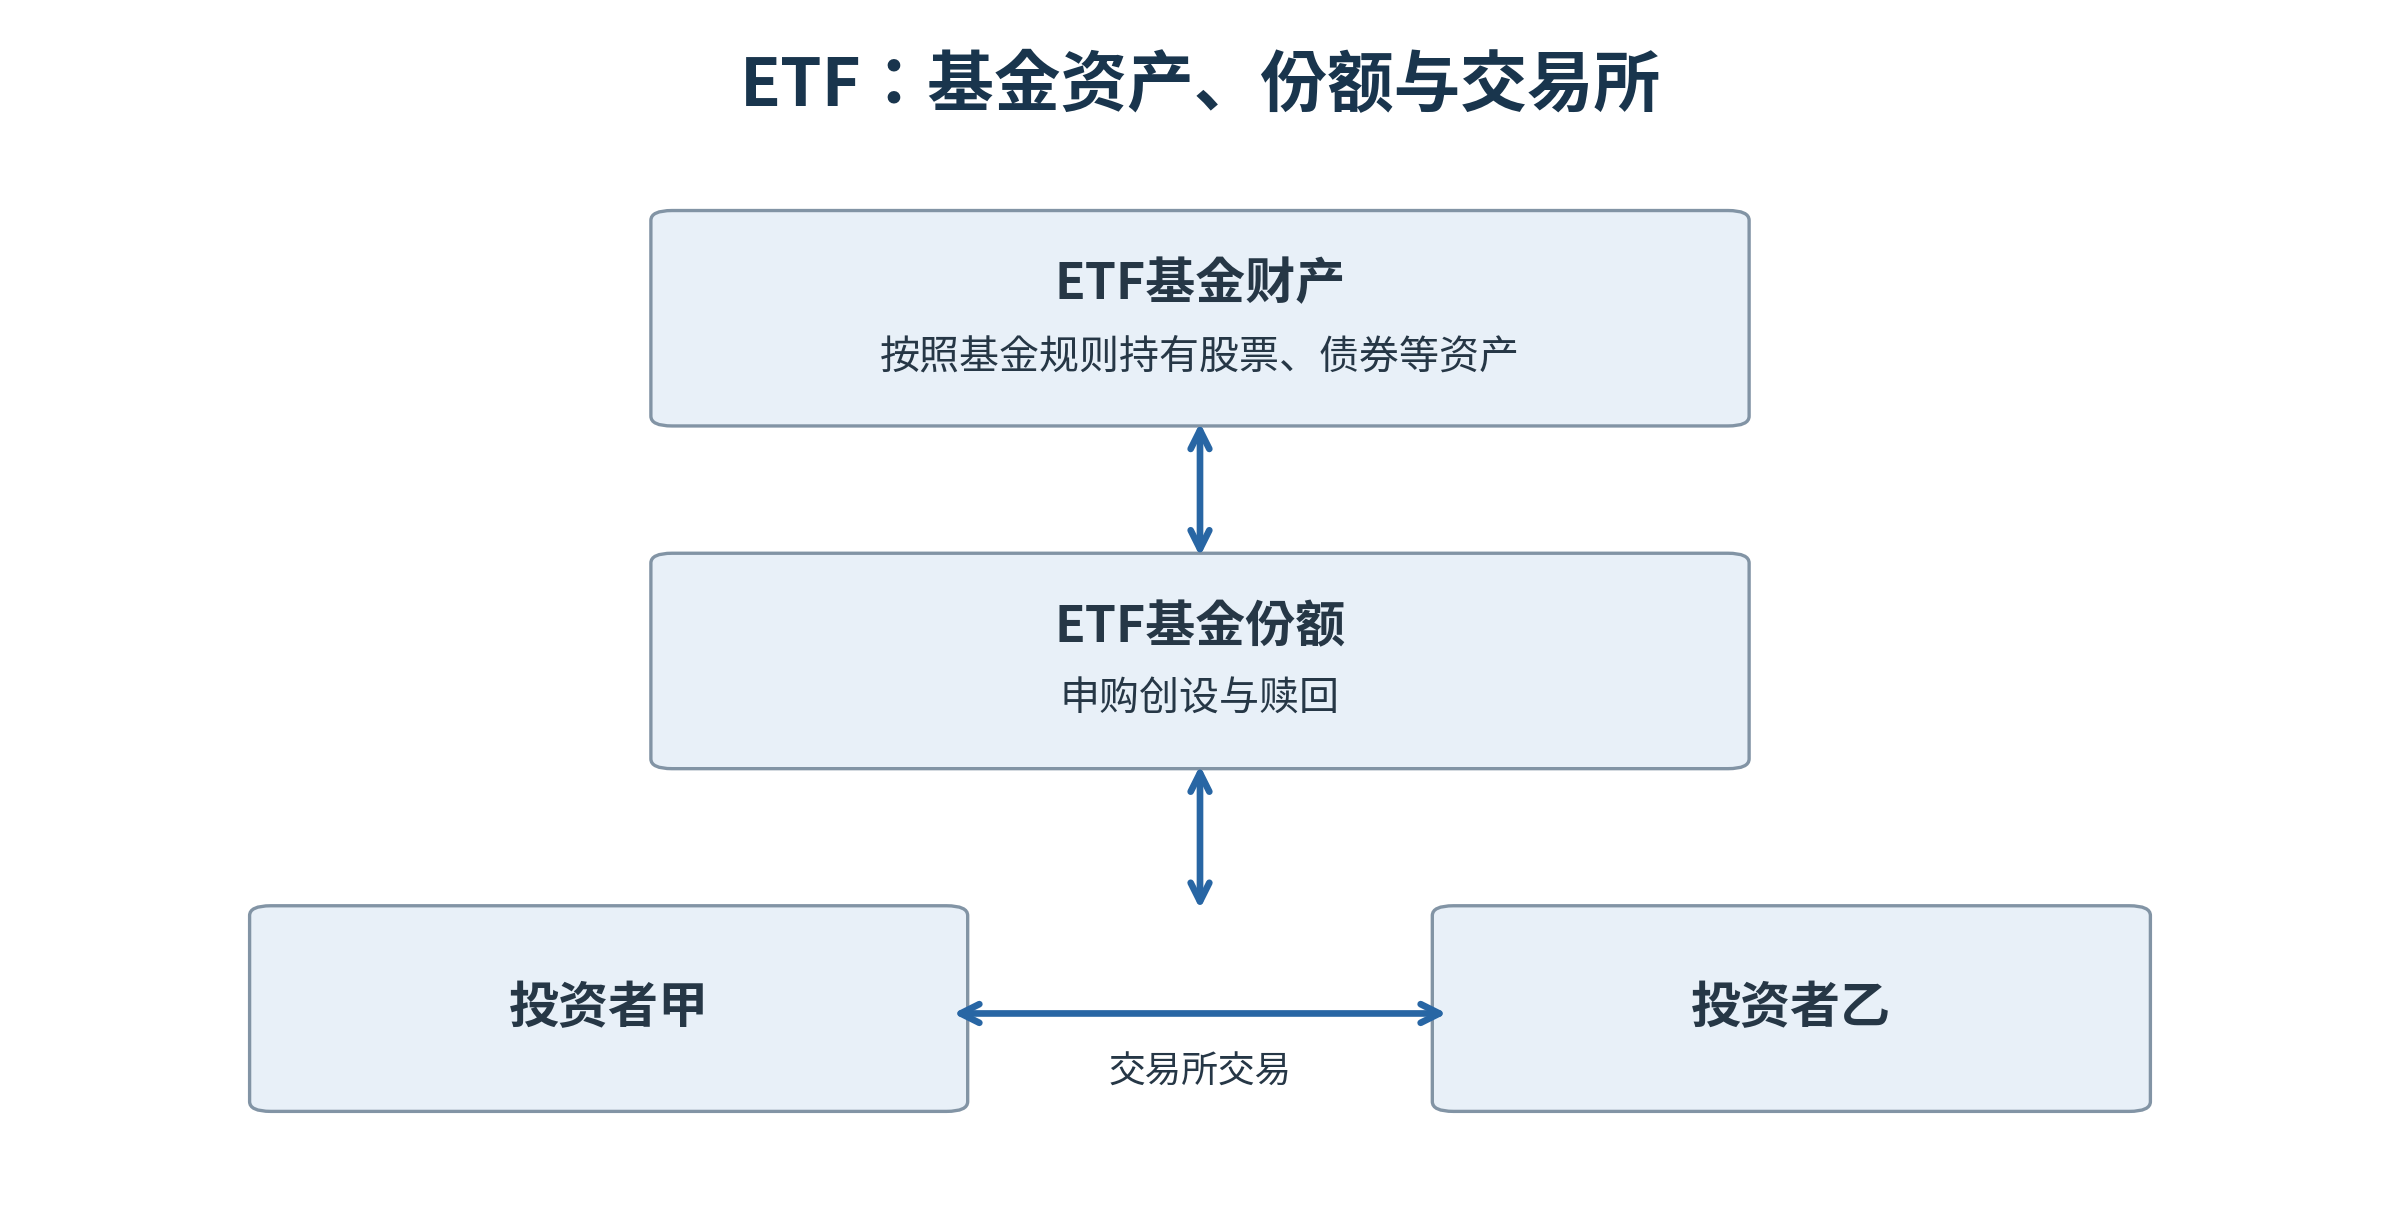 ETF：基金资产、份额与交易所
ETF基金财产
按照基金规则持有股票、债券等资产
ETF基金份额
申购创设与赎回
投资者甲
投资者乙
交易所交易